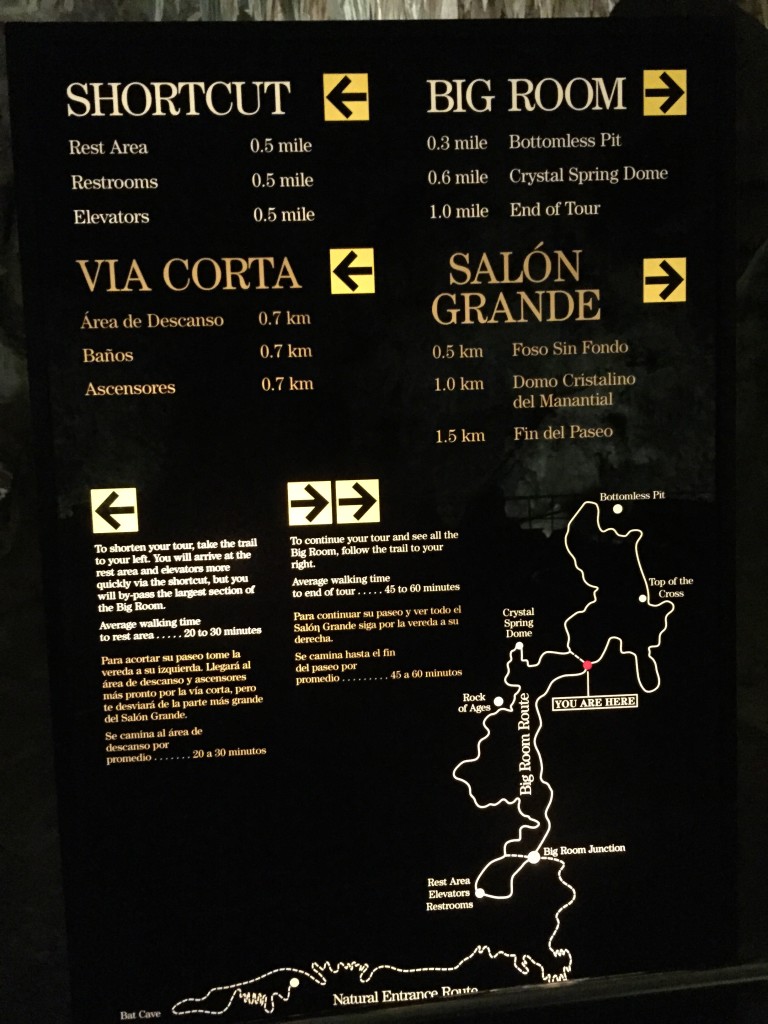 SHORTCUT
Rest Area 0.5 mile
Restrooms 0.5 mile
Elevators 0.5 mile
BIG ROOM
0.3 mile Bottomless Pit
0.6 mile Crystal Spring Dome
1.0 mile End of Tour
VIA CORTA
Área de Descanso 0.7 km
Baños 0.7 km
Ascensores 0.7 km
SALÓN
GRANDE
0.5 km Foso Sin Fondo
1.0 km Domo Cristalino
del Manantial
1.5 km Fin del Paseo
To shorten your tour, take the trail
to your left. You will arrive at the
rest area and elevators more
quickly via the shortcut, but you
will by-pass the largest section of
the Big Room.
Average walking time
to rest area ..... 20 to 30 minutes
Para acortar su paseo tome la
vereda a su izquierda. Llegará al
área de descanso y ascensores
más pronto por la vía corta, pero
te desviará de la parte más grande
del Salón Grande.
Se camina al área de
descanso por
promedio ....... 20 a 30 minutos
To continue your tour and see all the
Big Room, follow the trail to your
right.
Average walking time
to end of tour ..... 45 to 60 minutes
Para continuar su paseo y ver todo el
Salón Grande siga por la vereda a su
derecha.
Se camina hasta el fin
del paseo por
promedio ......... 45 a 60 minutos
Bottomless Pit
Top of the
Cross
Crystal
Spring
Dome
YOU ARE HERE
Rock
of Ages
Big Room Route
Big Room Junction
Rest Area
Elevators
Restrooms
Natural Entrance Route
Bat Cave